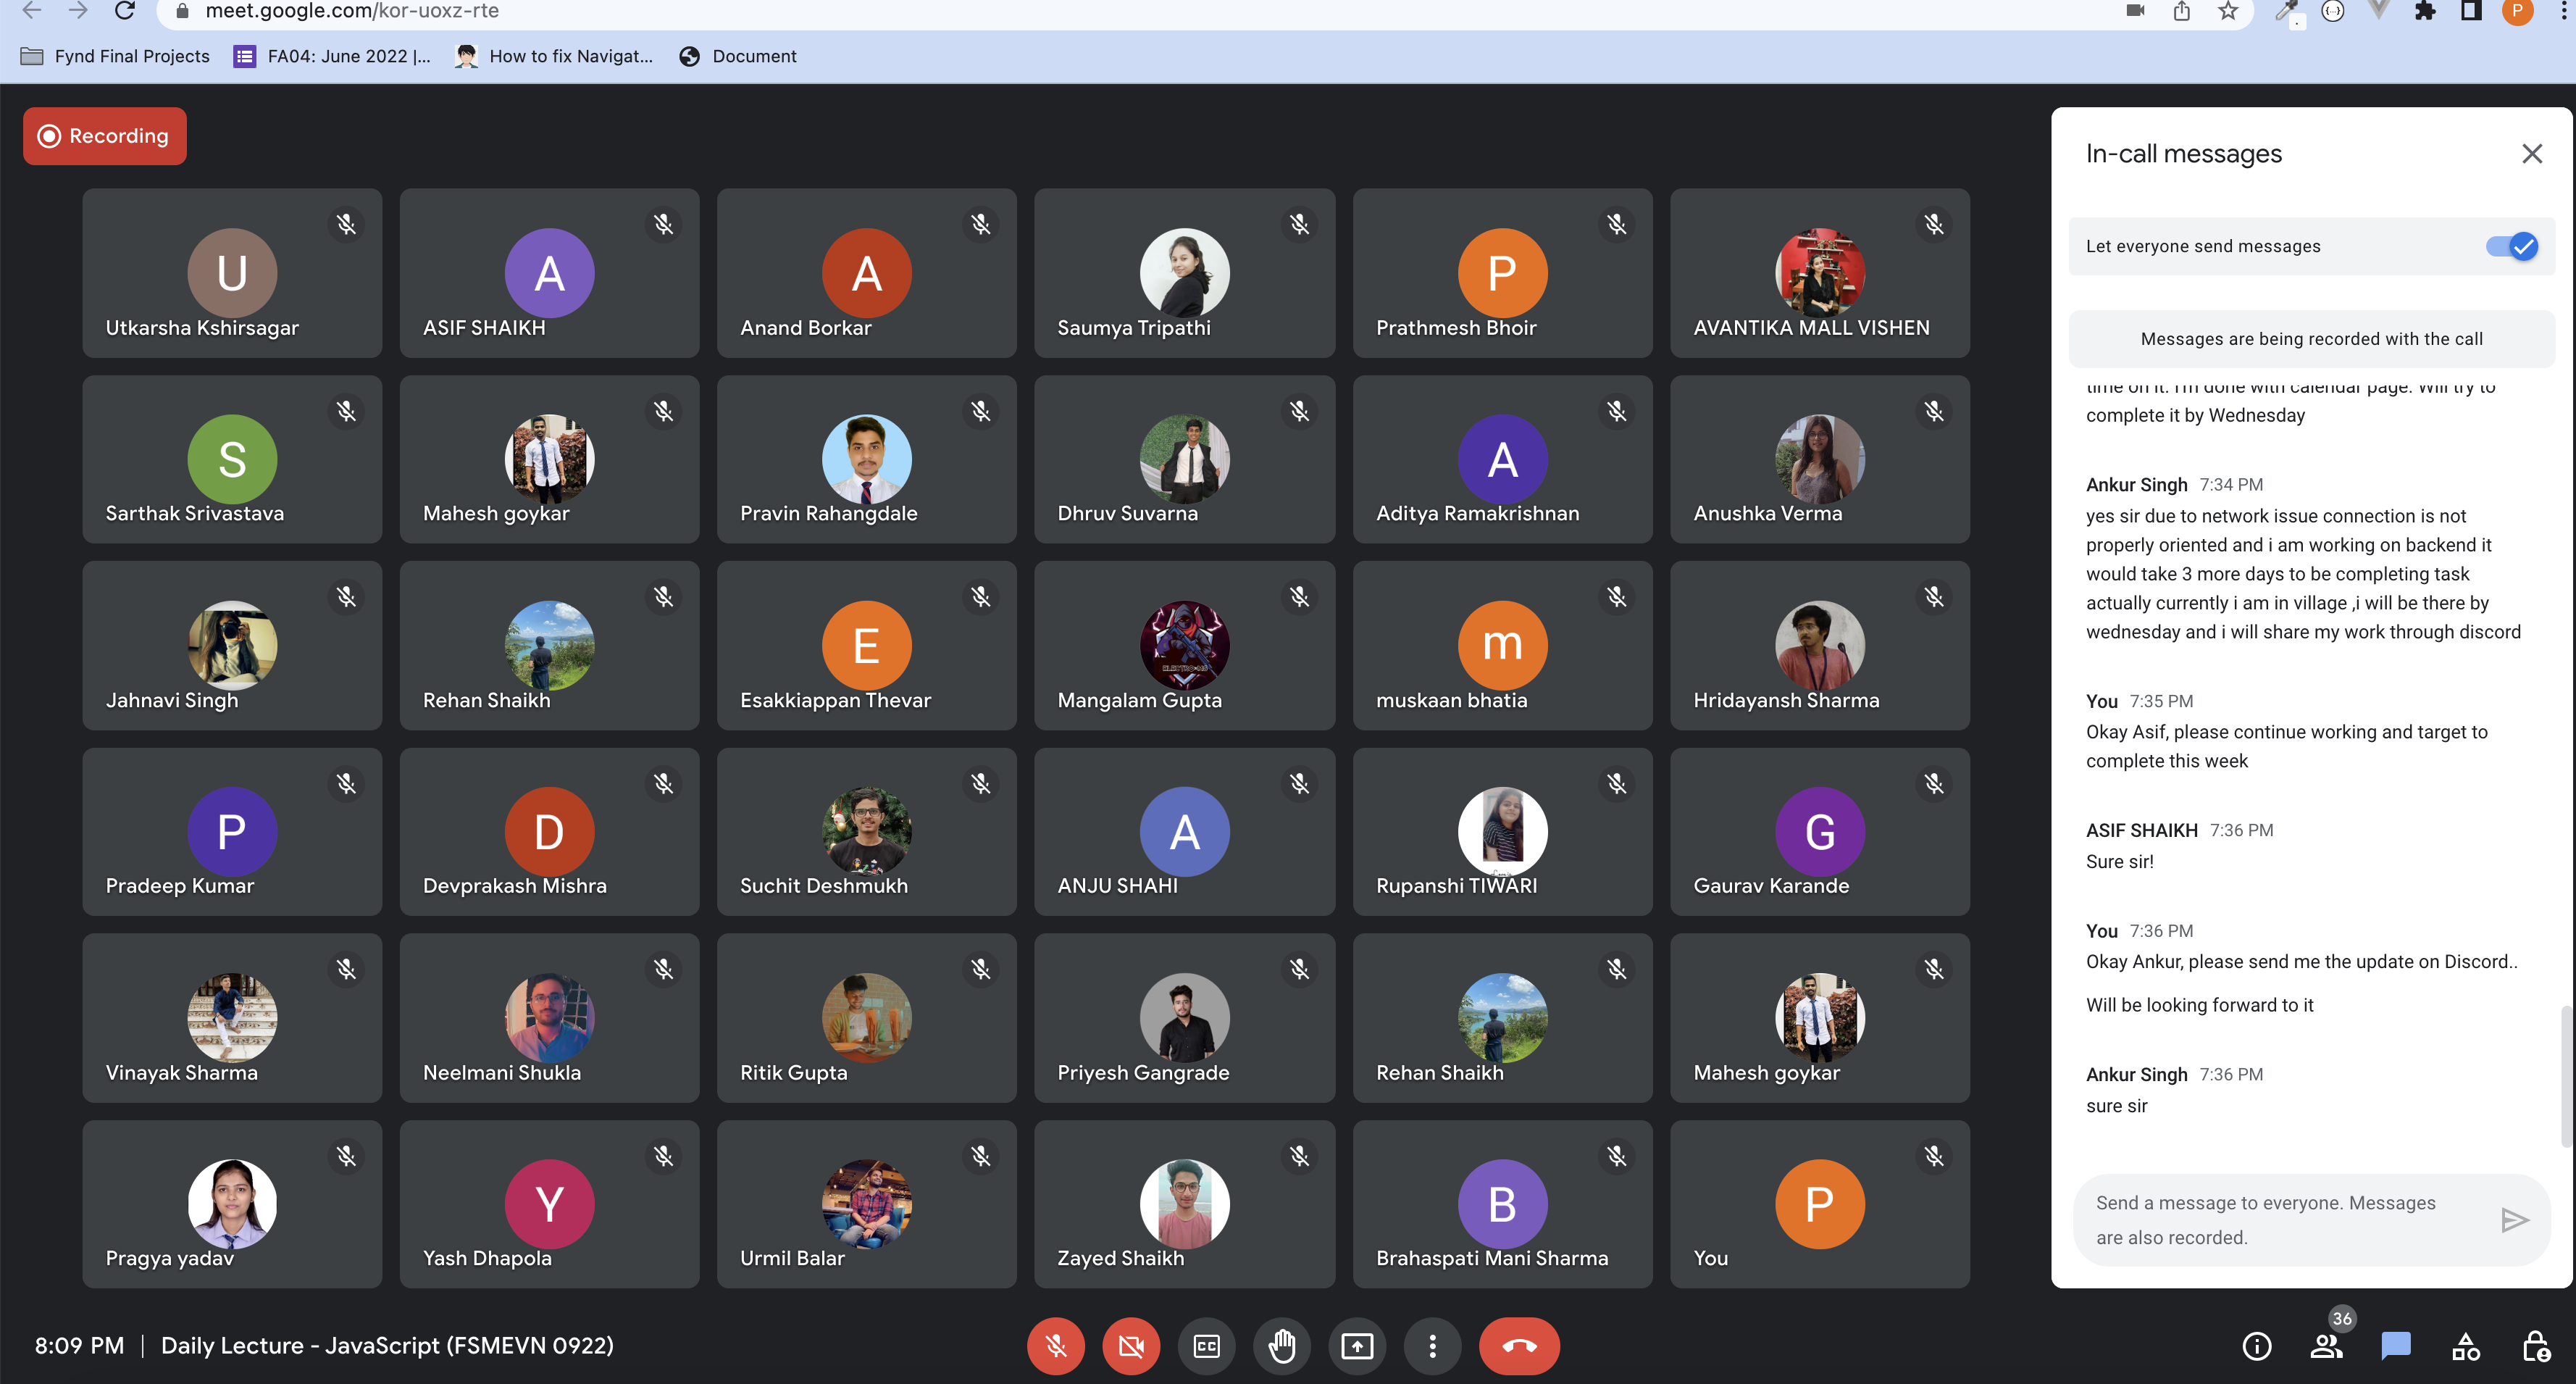 meet.google.com/kor-uoxz-rte
P
Fynd Final Projects
FA04: June 2022 |...
How to fix Navigat...
Document
Recording
U
A
A
P
Utkarsha Kshirsagar
ASIF SHAIKH
Anand Borkar
Saumya Tripathi
Prathmesh Bhoir
AVANTIKA MALL VISHEN
S
A
Sarthak Srivastava
Mahesh goykar
Pravin Rahangdale
Dhruv Suvarna
Aditya Ramakrishnan
Anushka Verma
E
m
Jahnavi Singh
Rehan Shaikh
Esakkiappan Thevar
Mangalam Gupta
muskaan bhatia
Hridayansh Sharma
P
D
A
G
Pradeep Kumar
Devprakash Mishra
Suchit Deshmukh
ANJU SHAHI
Rupanshi TIWARI
Gaurav Karande
Vinayak Sharma
Neelmani Shukla
Ritik Gupta
Priyesh Gangrade
Rehan Shaikh
Mahesh goykar
Y
B
P
Pragya yadav
Yash Dhapola
Urmil Balar
Zayed Shaikh
Brahaspati Mani Sharma
You
In-call messages
Let everyone send messages
Messages are being recorded with the call
time on it. I'm done with calendar page. Will try to
complete it by Wednesday
Ankur Singh 7:34 PM
yes sir due to network issue connection is not
properly oriented and i am working on backend it
would take 3 more days to be completing task
actually currently i am in village ,i will be there by
wednesday and i will share my work through discord
You 7:35 PM
Okay Asif, please continue working and target to
complete this week
ASIF SHAIKH 7:36 PM
Sure sir!
You 7:36 PM
Okay Ankur, please send me the update on Discord..
Will be looking forward to it
Ankur Singh 7:36 PM
sure sir
Send a message to everyone. Messages
are also recorded.
8:09 PM | Daily Lecture - JavaScript (FSMEVN 0922)
CC
36